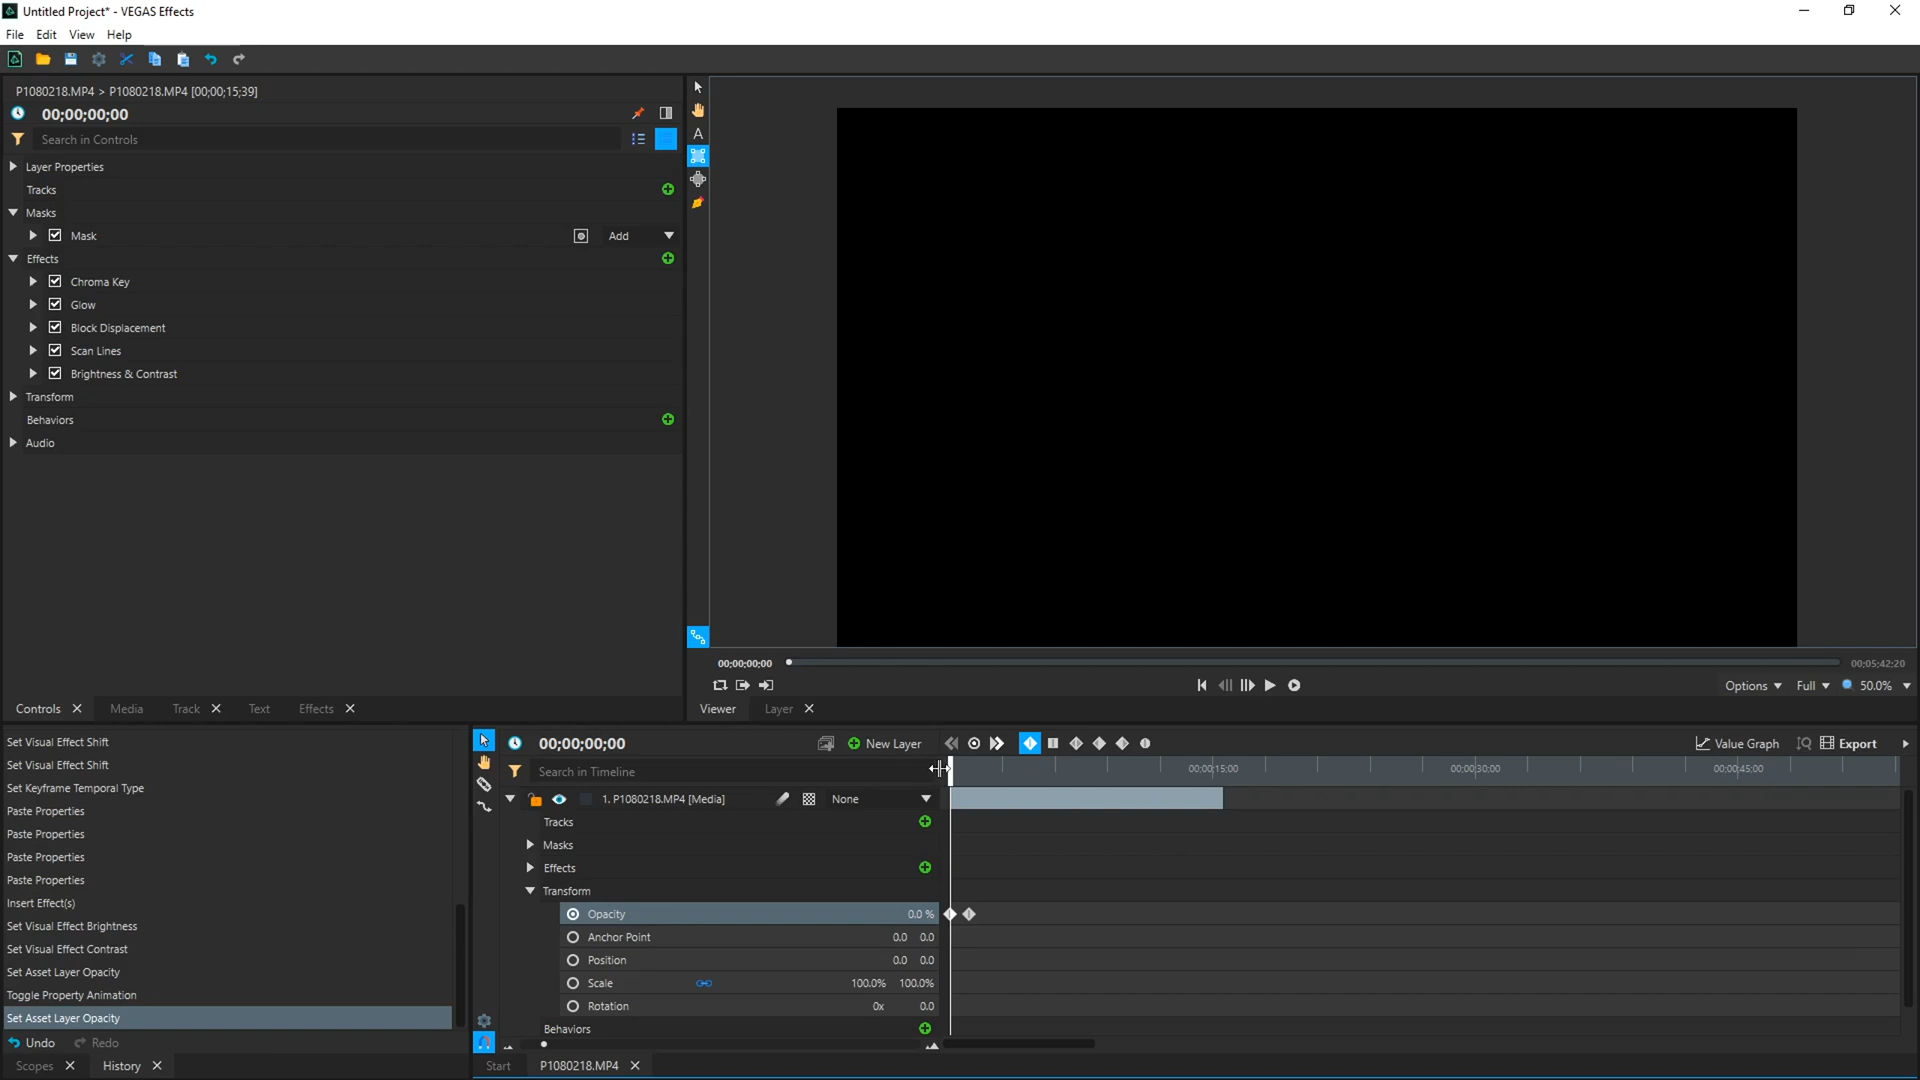 Untitled Project* - VEGAS Effects
File Edit View Help
P1080218.MP4 > P1080218.MP4 [00;00;15;39]
00;00;00;00
Search in Controls
Layer Properties
Tracks
Masks
Mask Add
Effects
Chroma Key
Glow
Block Displacement
Scan Lines
Brightness & Contrast
Transform
Behaviors
Audio
A
00;00;00;00 00;05;42;20
Options Full 50.0%
Controls Media Track Text Effects
Viewer Layer
Set Visual Effect Shift
Set Visual Effect Shift
Set Keyframe Temporal Type
Paste Properties
Paste Properties
Paste Properties
Paste Properties
Insert Effect(s)
Set Visual Effect Brightness
Set Visual Effect Contrast
Set Asset Layer Opacity
Toggle Property Animation
Set Asset Layer Opacity
Undo Redo
Scopes History
00;00;00;00 New Layer Value Graph Export
Search in Timeline 00;00;15;00 00;00;30;00 00;00;45;00
1. P1080218.MP4 [Media] None
Tracks
Masks
Effects
Transform
Opacity 0.0 %
Anchor Point 0.0 0.0
Position 0.0 0.0
Scale 100.0% 100.0%
Rotation 0x 0.0
Behaviors
Start P1080218.MP4